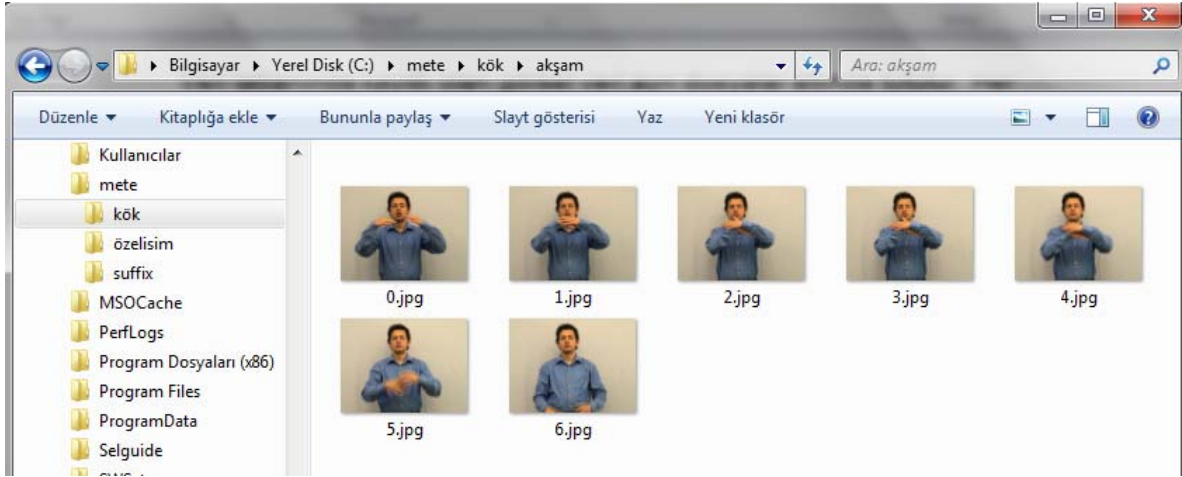 Bilgisayar ▸ Yerel Disk (C:) ▸ mete ▸ kök ▸ akşam
Ara: akşam
Düzenle Kitaplığa ekle Bununla paylaş Slayt gösterisi Yaz Yeni klasör
Kullanıcılar
mete
kök
özelisim
suffix
MSOCache
PerfLogs
Program Dosyaları (x86)
Program Files
ProgramData
Selguide
0.jpg 1.jpg 2.jpg 3.jpg 4.jpg
5.jpg 6.jpg